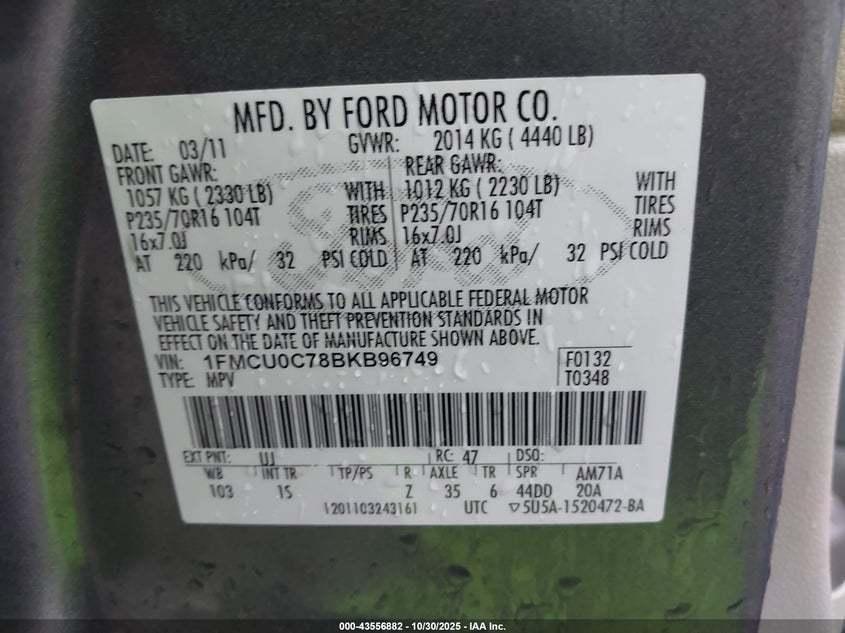 MFD. BY FORD MOTOR CO.
DATE: 03/11 GVWR: 2014 KG ( 4440 LB)
FRONT GAWR: REAR GAWR:
1057 KG ( 2330 LB) WITH 1012 KG ( 2230 LB) WITH
P235/70R16 104T TIRES P235/70R16 104T TIRES
16x7.0J RIMS 16x7.0J RIMS
AT 220 kPa/ 32 PSI COLD AT 220 kPa/ 32 PSI COLD
THIS VEHICLE CONFORMS TO ALL APPLICABLE FEDERAL MOTOR
VEHICLE SAFETY AND THEFT PREVENTION STANDARDS IN
EFFECT ON THE DATE OF MANUFACTURE SHOWN ABOVE.
VIN: 1FMCU0C78BKB96749 F0132
TYPE: MPV T0348
EXT PNT: UJ RC: 47 DSO:
WB INT TR TP/PS R AXLE TR SPR AM71A
103 1S Z 35 6 44DD 20A
1201103243161 UTC ▽5U5A-1520472-BA
000-43556882 - 10/30/2025 - IAA Inc.